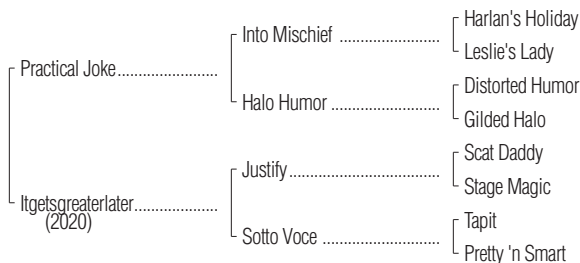 Harlan's Holiday
Into Mischief ........................
Leslie's Lady
Practical Joke........................
Distorted Humor
Halo Humor ..........................
Gilded Halo
Scat Daddy
Justify....................................
Stage Magic
Itgetsgreaterlater....................
(2020)
Tapit
Sotto Voce ............................
Pretty 'n Smart